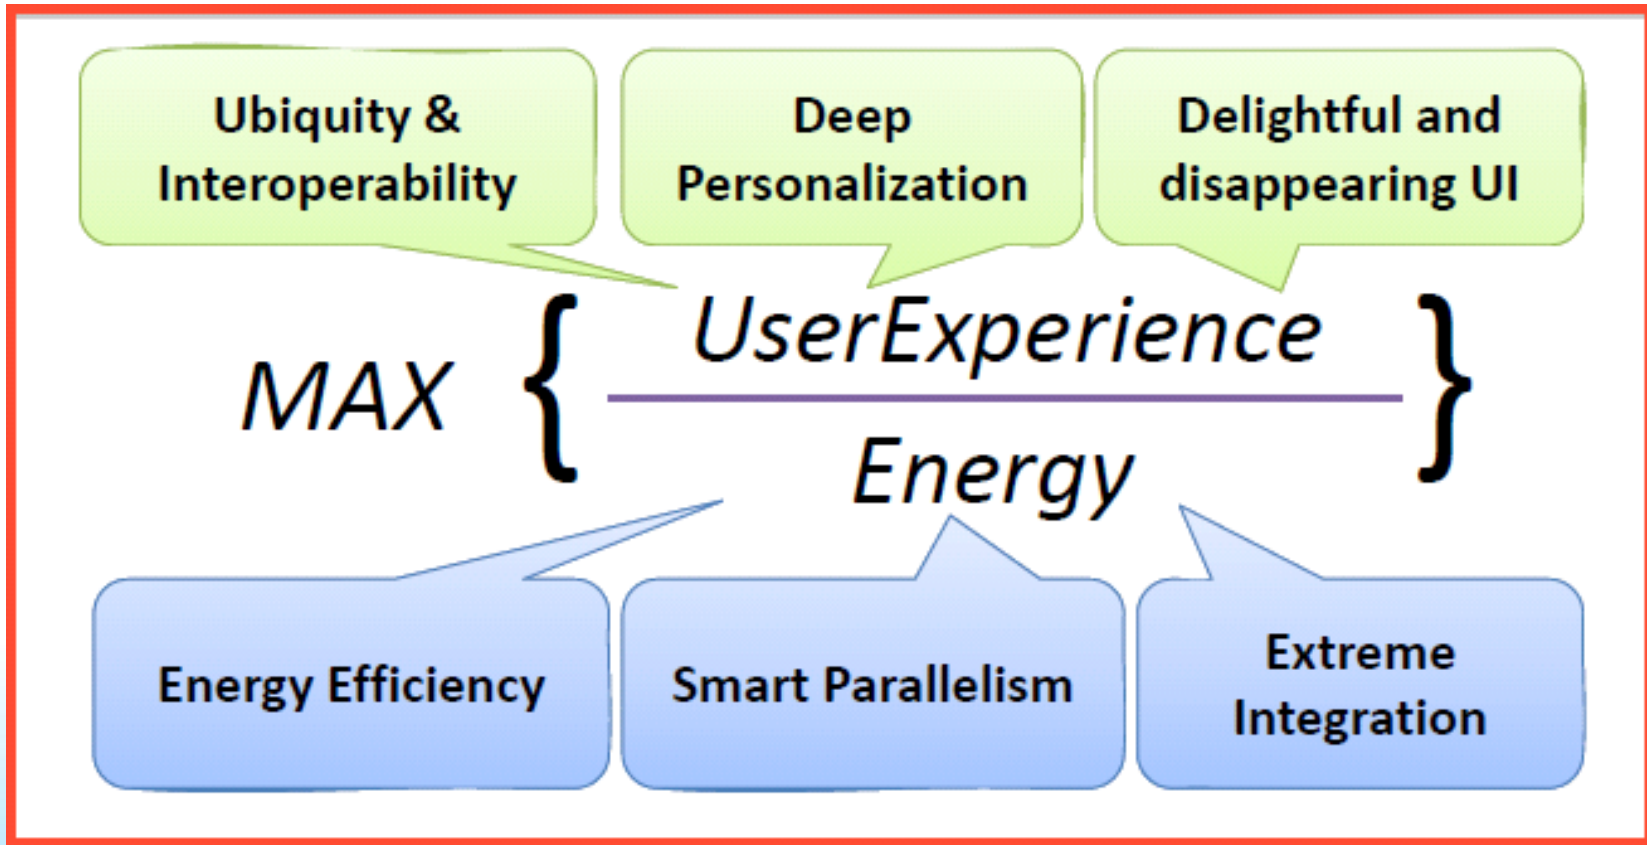 Ubiquity &
Interoperability
Deep
Personalization
Delightful and
disappearing UI
MAX { UserExperience
Energy }
Energy Efficiency
Smart Parallelism
Extreme
Integration